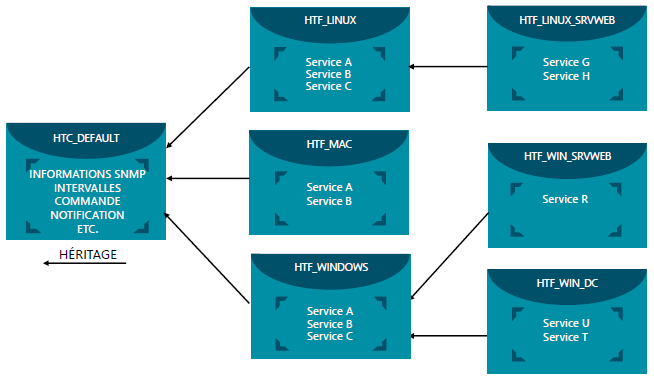 HTC_DEFAULT
INFORMATIONS SNMP
INTERVALLES
COMMANDE
NOTIFICATION
ETC.
HÉRITAGE
HTF_LINUX
Service A
Service B
Service C
HTF_MAC
Service A
Service B
HTF_WINDOWS
Service A
Service B
Service C
HTF_LINUX_SRVWEB
Service G
Service H
HTF_WIN_SRVWEB
Service R
HTF_WIN_DC
Service U
Service T